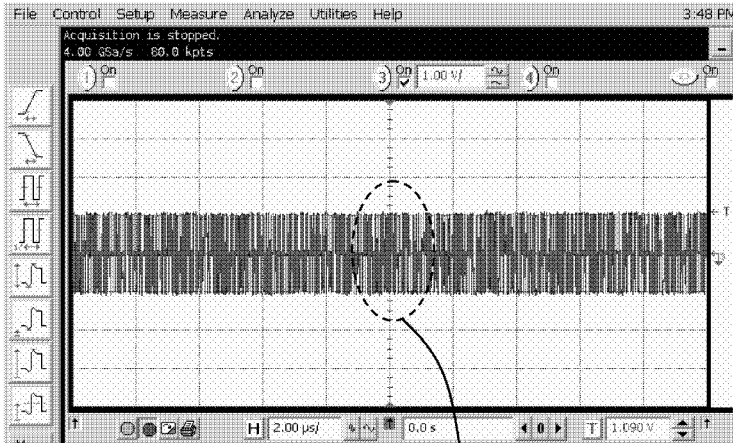 File Control Setup Measure Analyze Utilities Help 3:48 PM
Acquisition is stopped.
4.00 GSa/s 80.0 kpts
1) On 2) On 3) On 1.00 V/ 4) On On
T
H 2.00 µs/ 0.0 s 0 T 1.090 V